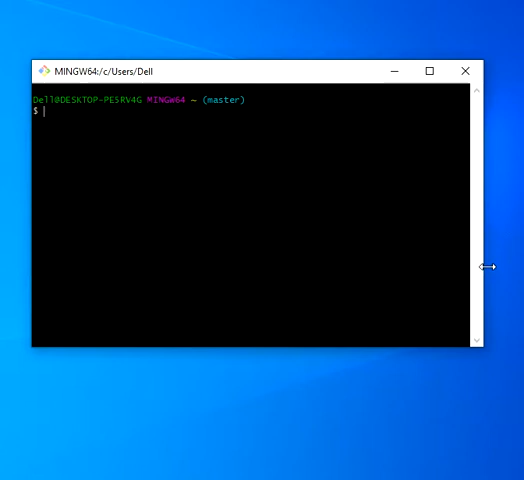 MINGW64:/c/Users/Dell
Dell@DESKTOP-PE5RV4G MINGW64 ~ (master)
$